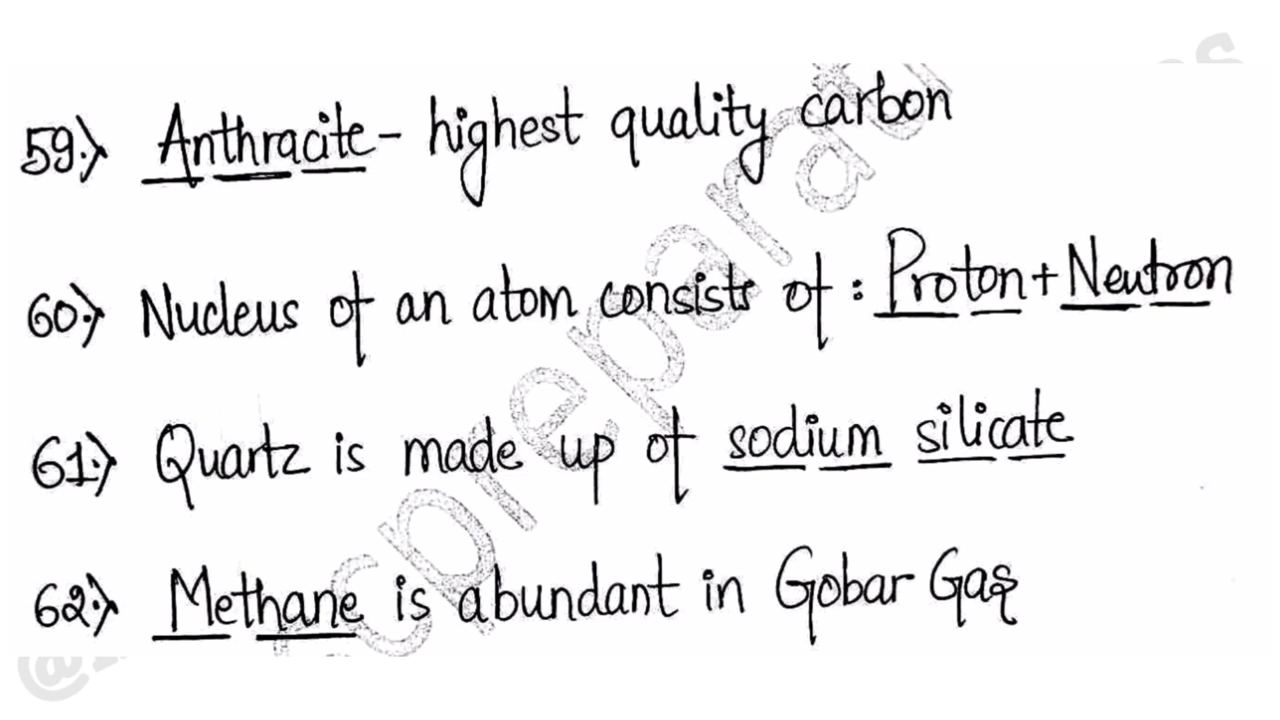 59.) Anthracite - highest quality carbon
60.) Nucleus of an atom consists of : Proton + Neutron
61.) Quartz is made up of sodium silicate
62.) Methane is abundant in Gobar Gas